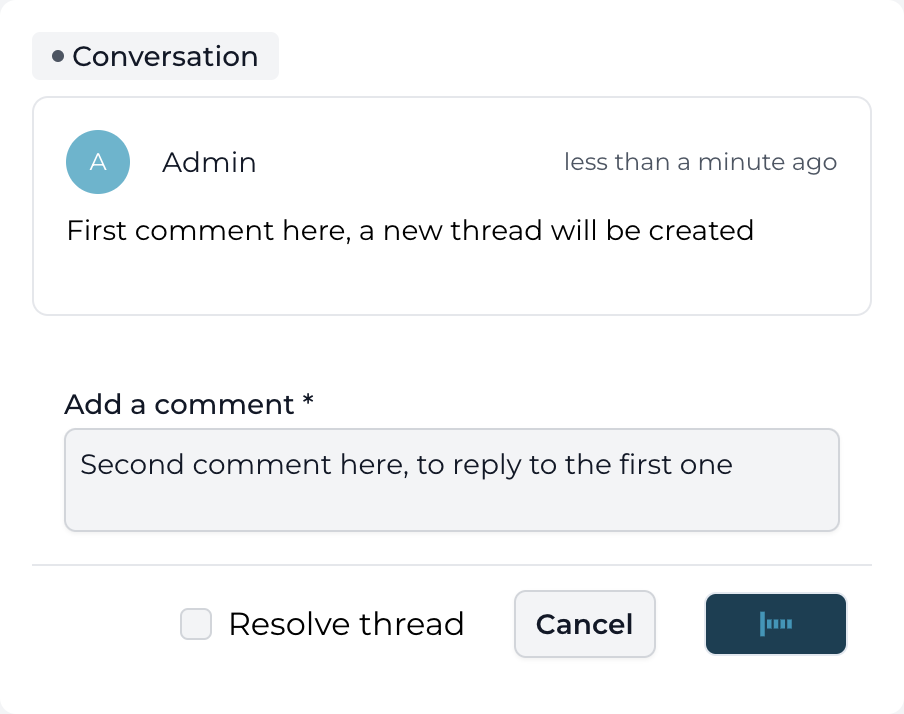 Conversation
A
Admin
less than a minute ago
First comment here, a new thread will be created
Add a comment *
Second comment here, to reply to the first one
Resolve thread
Cancel